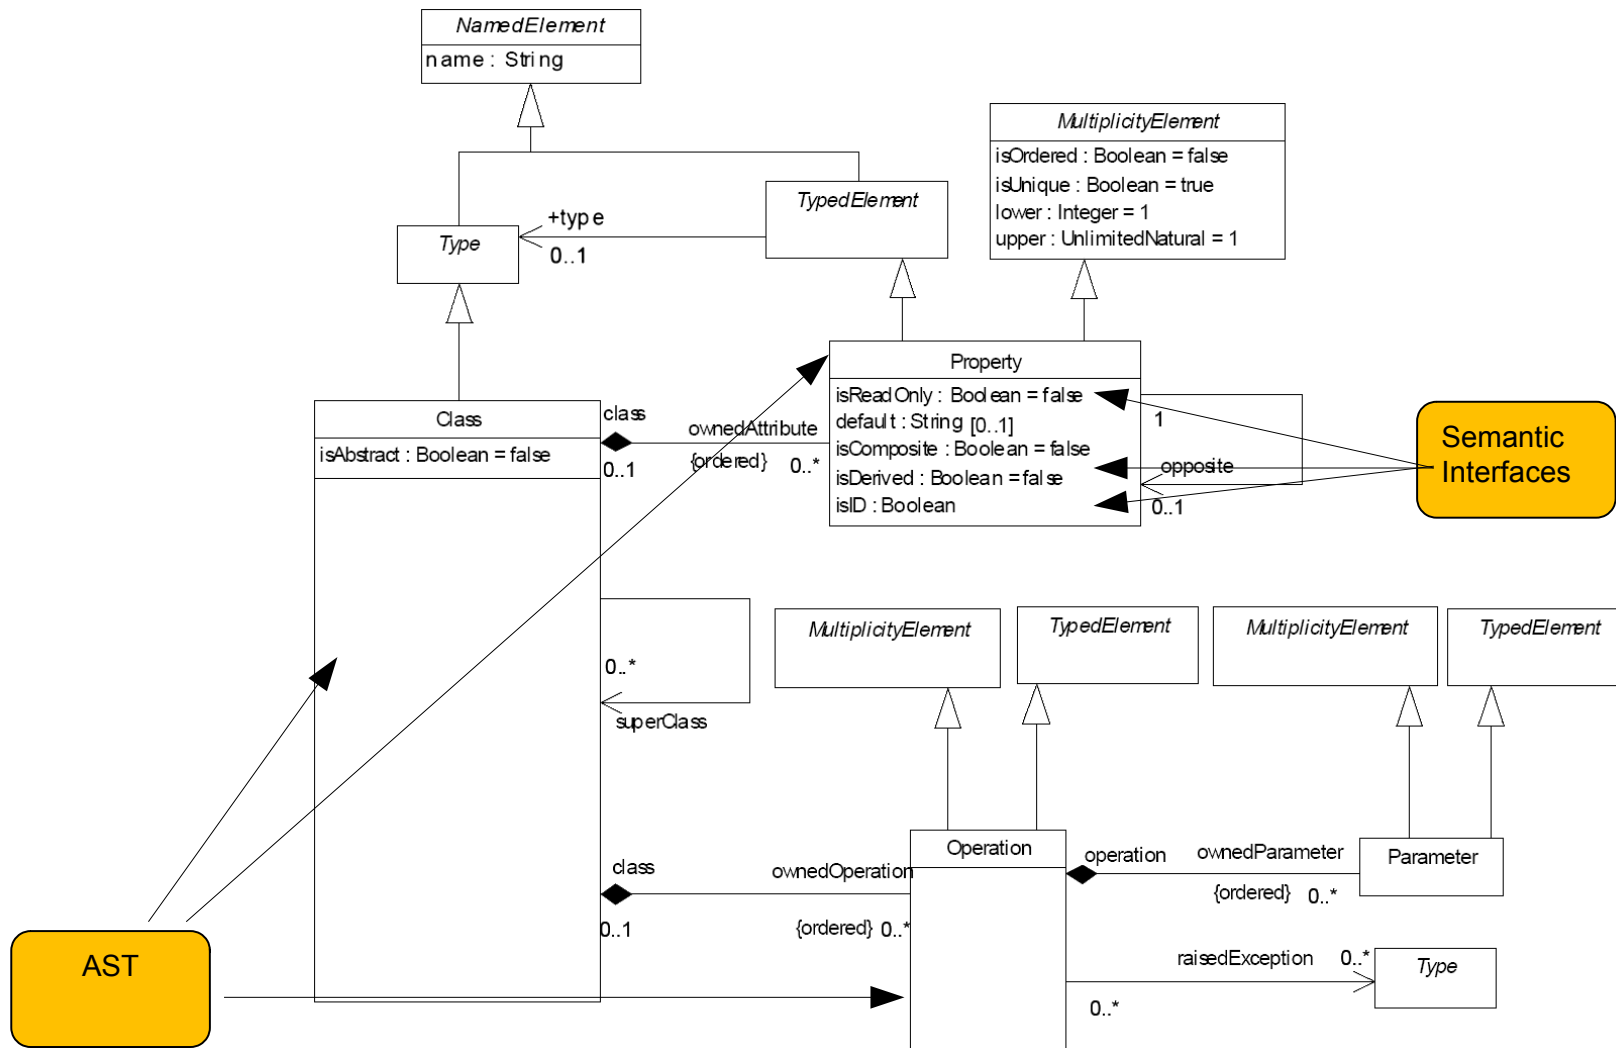 NamedElement
name : String
MultiplicityElement
isOrdered : Boolean = false
isUnique : Boolean = true
lower : Integer = 1
upper : UnlimitedNatural = 1
TypedElement
+type
0..1
Type
Property
isReadOnly : Boolean = false
default : String [0..1]
isComposite : Boolean = false
isDerived : Boolean = false
isID : Boolean
1
opposite
0..1
Semantic
Interfaces
Class
isAbstract : Boolean = false
class
0..1
ownedAttribute
{ordered} 0..*
0..*
superClass
MultiplicityElement
TypedElement
MultiplicityElement
TypedElement
class
0..1
ownedOperation
{ordered} 0..*
Operation
operation
ownedParameter
{ordered} 0..*
Parameter
raisedException 0..*
0..*
Type
AST